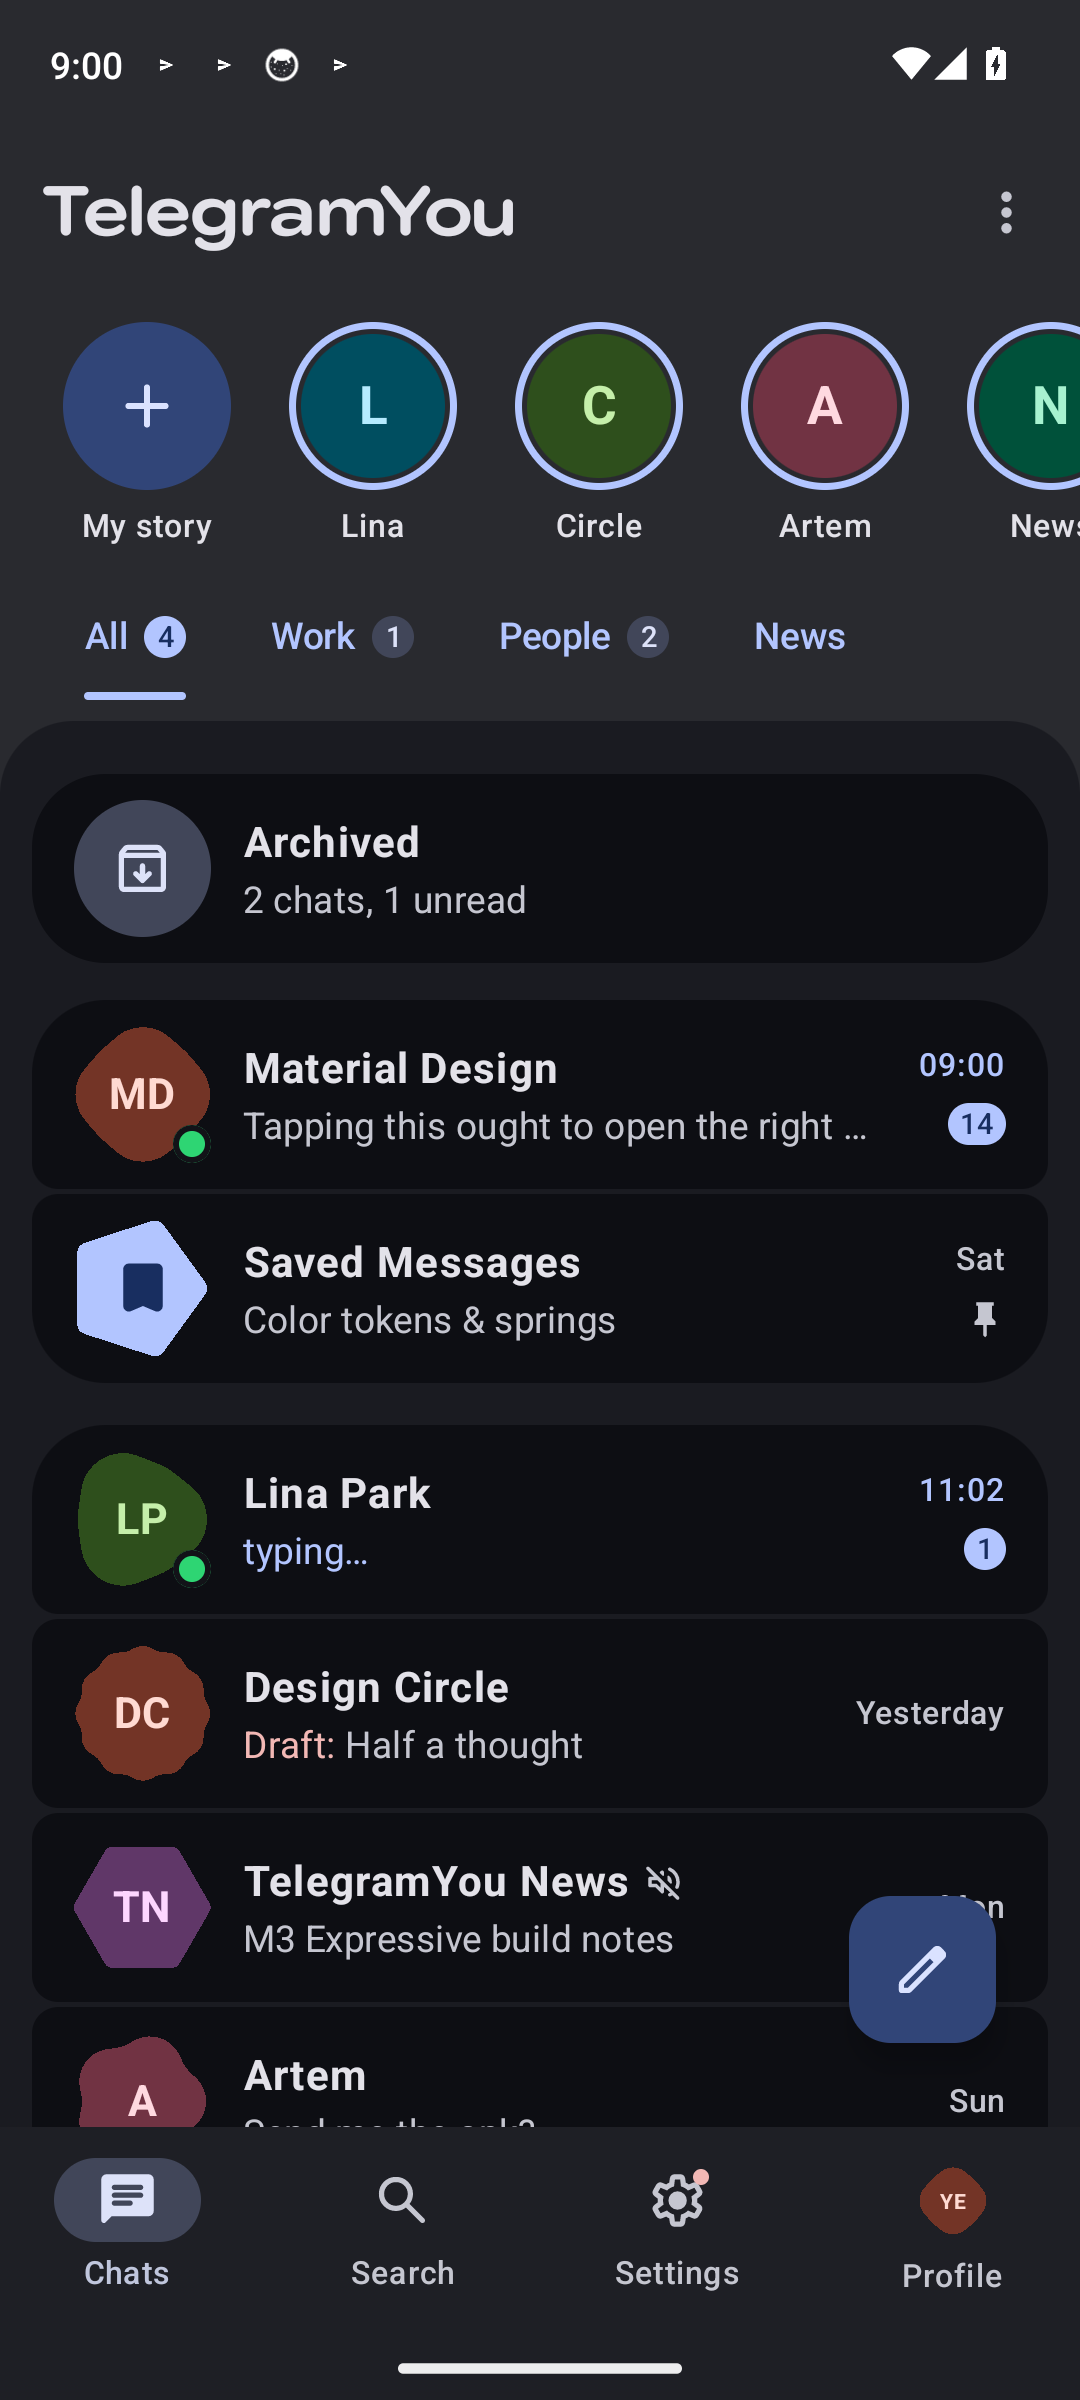 9:00
TelegramYou
L
C
A
N
My story
Lina
Circle
Artem
News
All 4
Work 1
People 2
News
Archived
2 chats, 1 unread
MD
Material Design
09:00
Tapping this ought to open the right …
14
Saved Messages
Sat
Color tokens & springs
LP
Lina Park
11:02
typing…
1
DC
Design Circle
Yesterday
Draft: Half a thought
TN
TelegramYou News
M3 Expressive build notes
A
Artem
Sun
Chats
Search
Settings
YE
Profile